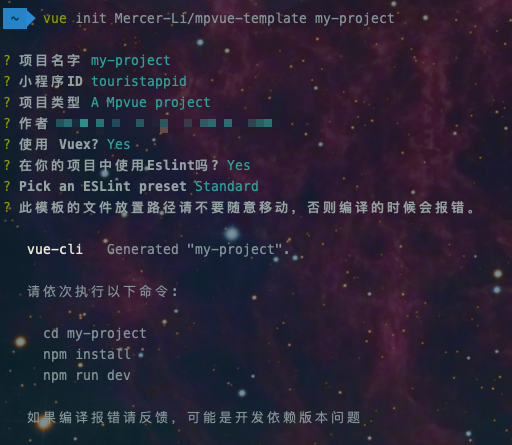 ~ vue init Mercer-Li/mpvue-template my-project
? 项目名字 my-project
? 小程序ID touristappid
? 项目类型 A Mpvue project
? 作者
? 使用 Vuex? Yes
? 在你的项目中使用Eslint吗? Yes
? Pick an ESLint preset Standard
? 此模板的文件放置路径请不要随意移动，否则编译的时候会报错。
vue-cli Generated "my-project".
请依次执行以下命令:
cd my-project
npm install
npm run dev
如果编译报错请反馈，可能是开发依赖版本问题